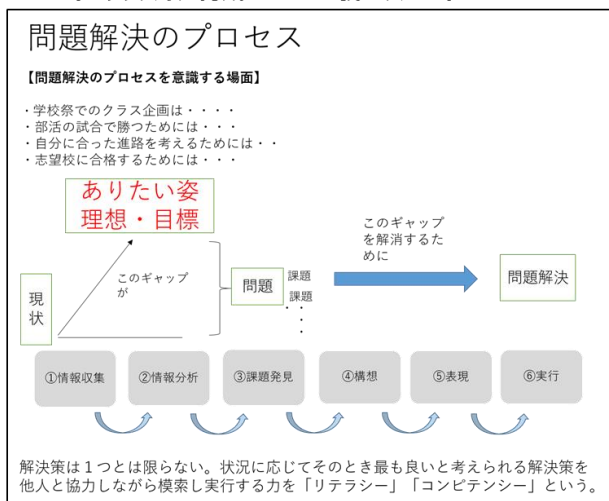 問題解決のプロセス
【問題解決のプロセスを意識する場面】
・学校祭でのクラス企画は・・・・
・部活の試合で勝つためには・・・
・自分に合った進路を考えるためには・・
・志望校に合格するためには・・・
ありたい姿
理想・目標
このギャップ
を解消するた
めに
現
状
このギャップ
が
問題
課題
課題
・・
・
・
問題解決
①情報収集
②情報分析
③課題発見
④構想
⑤表現
⑥実行
解決策は１つとは限らない。状況に応じてそのとき最も良いと考えられる解決策を
他人と協力しながら模索し実行する力を「リテラシー」「コンピテンシー」という。